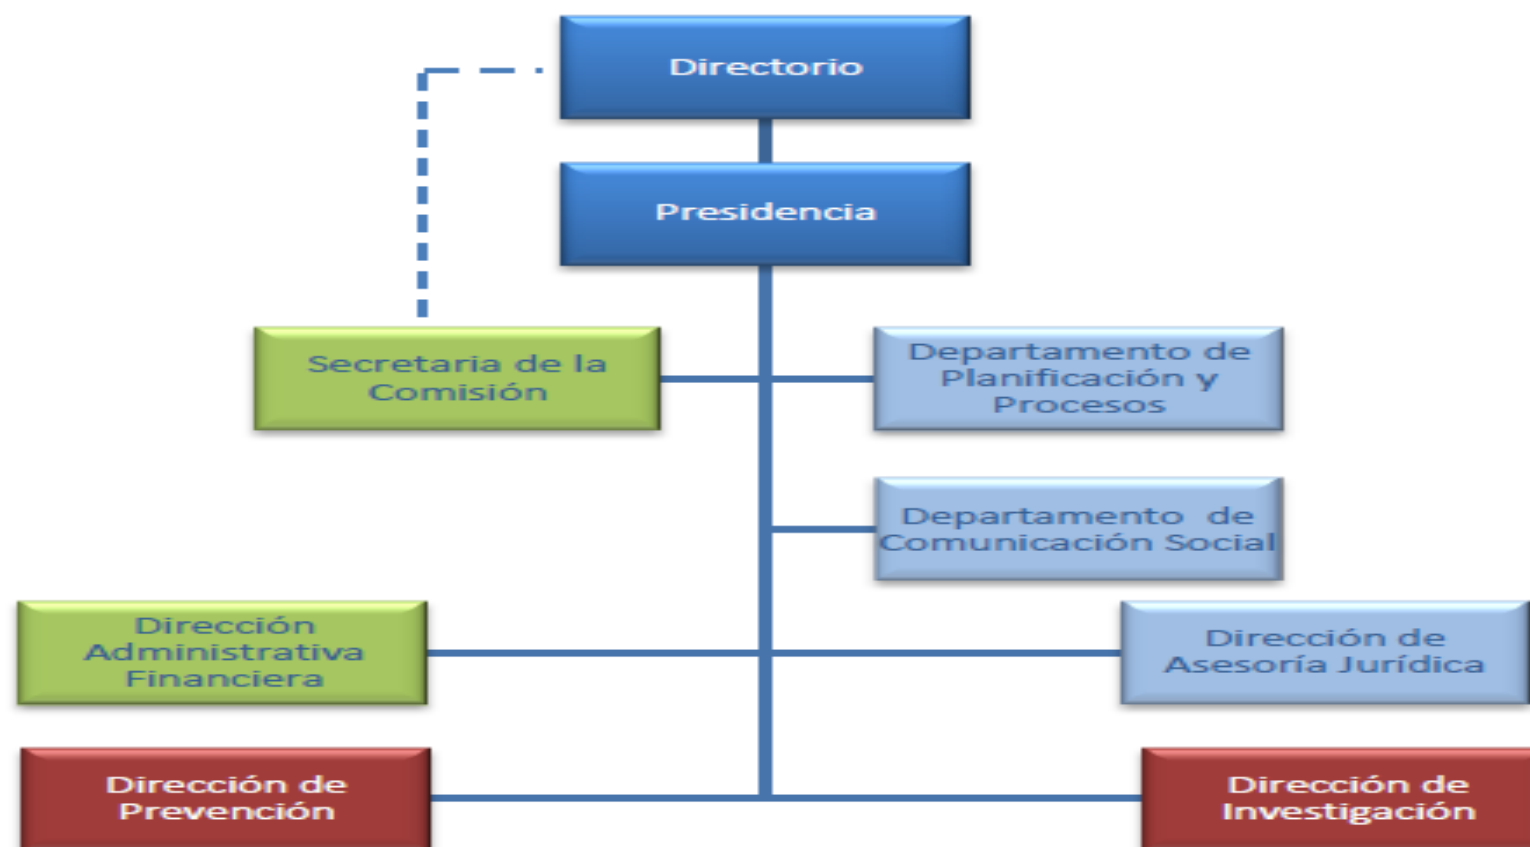 Directorio
Presidencia
Secretaria de la
Comisión
Departamento de
Planificación y
Procesos
Departamento de
Comunicación Social
Dirección
Administrativa
Financiera
Dirección de
Asesoría Jurídica
Dirección de
Prevención
Dirección de
Investigación